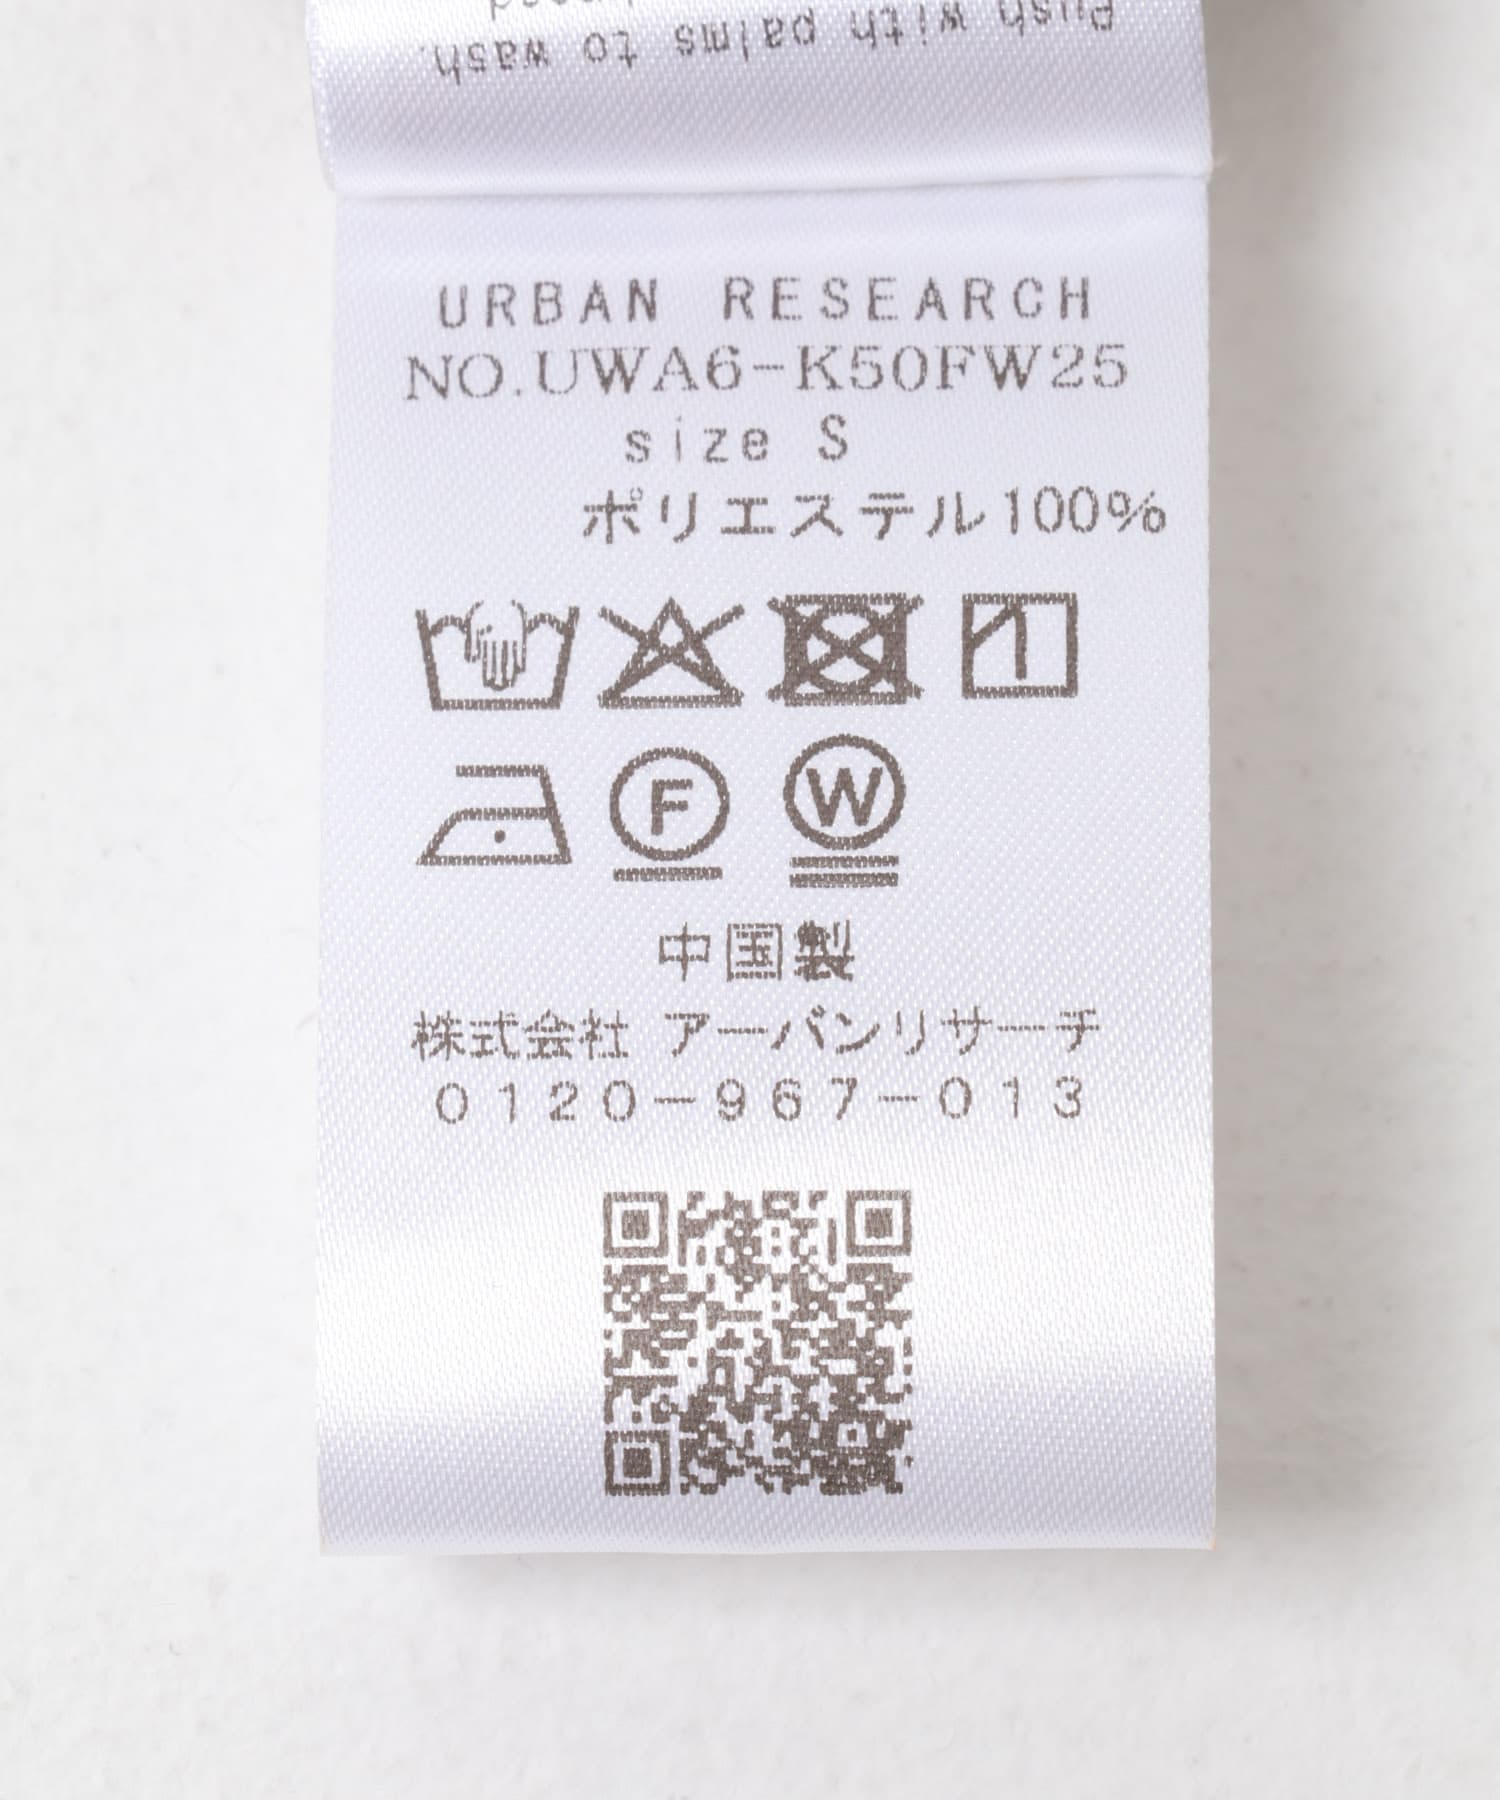 Push with palms to wash.
URBAN RESEARCH
NO.UWA6-K50FW25
size S
ポリエステル100%
F W
中国製
株式会社 アーバンリサーチ
0120-967-013